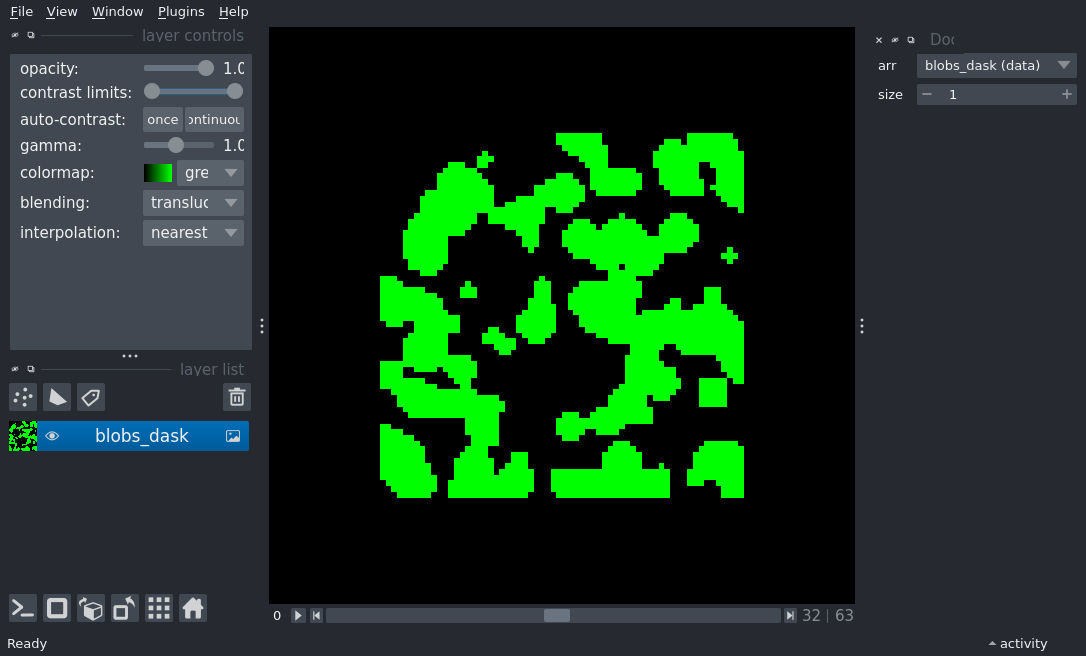 File View Window Plugins Help
layer controls
opacity: 1.0
contrast limits:
auto-contrast: once ontinuou
gamma: 1.0
colormap: gre
blending: transluc
interpolation: nearest
layer list
blobs_dask
0 32 | 63
Ready
Doc
arr blobs_dask (data)
size 1
activity